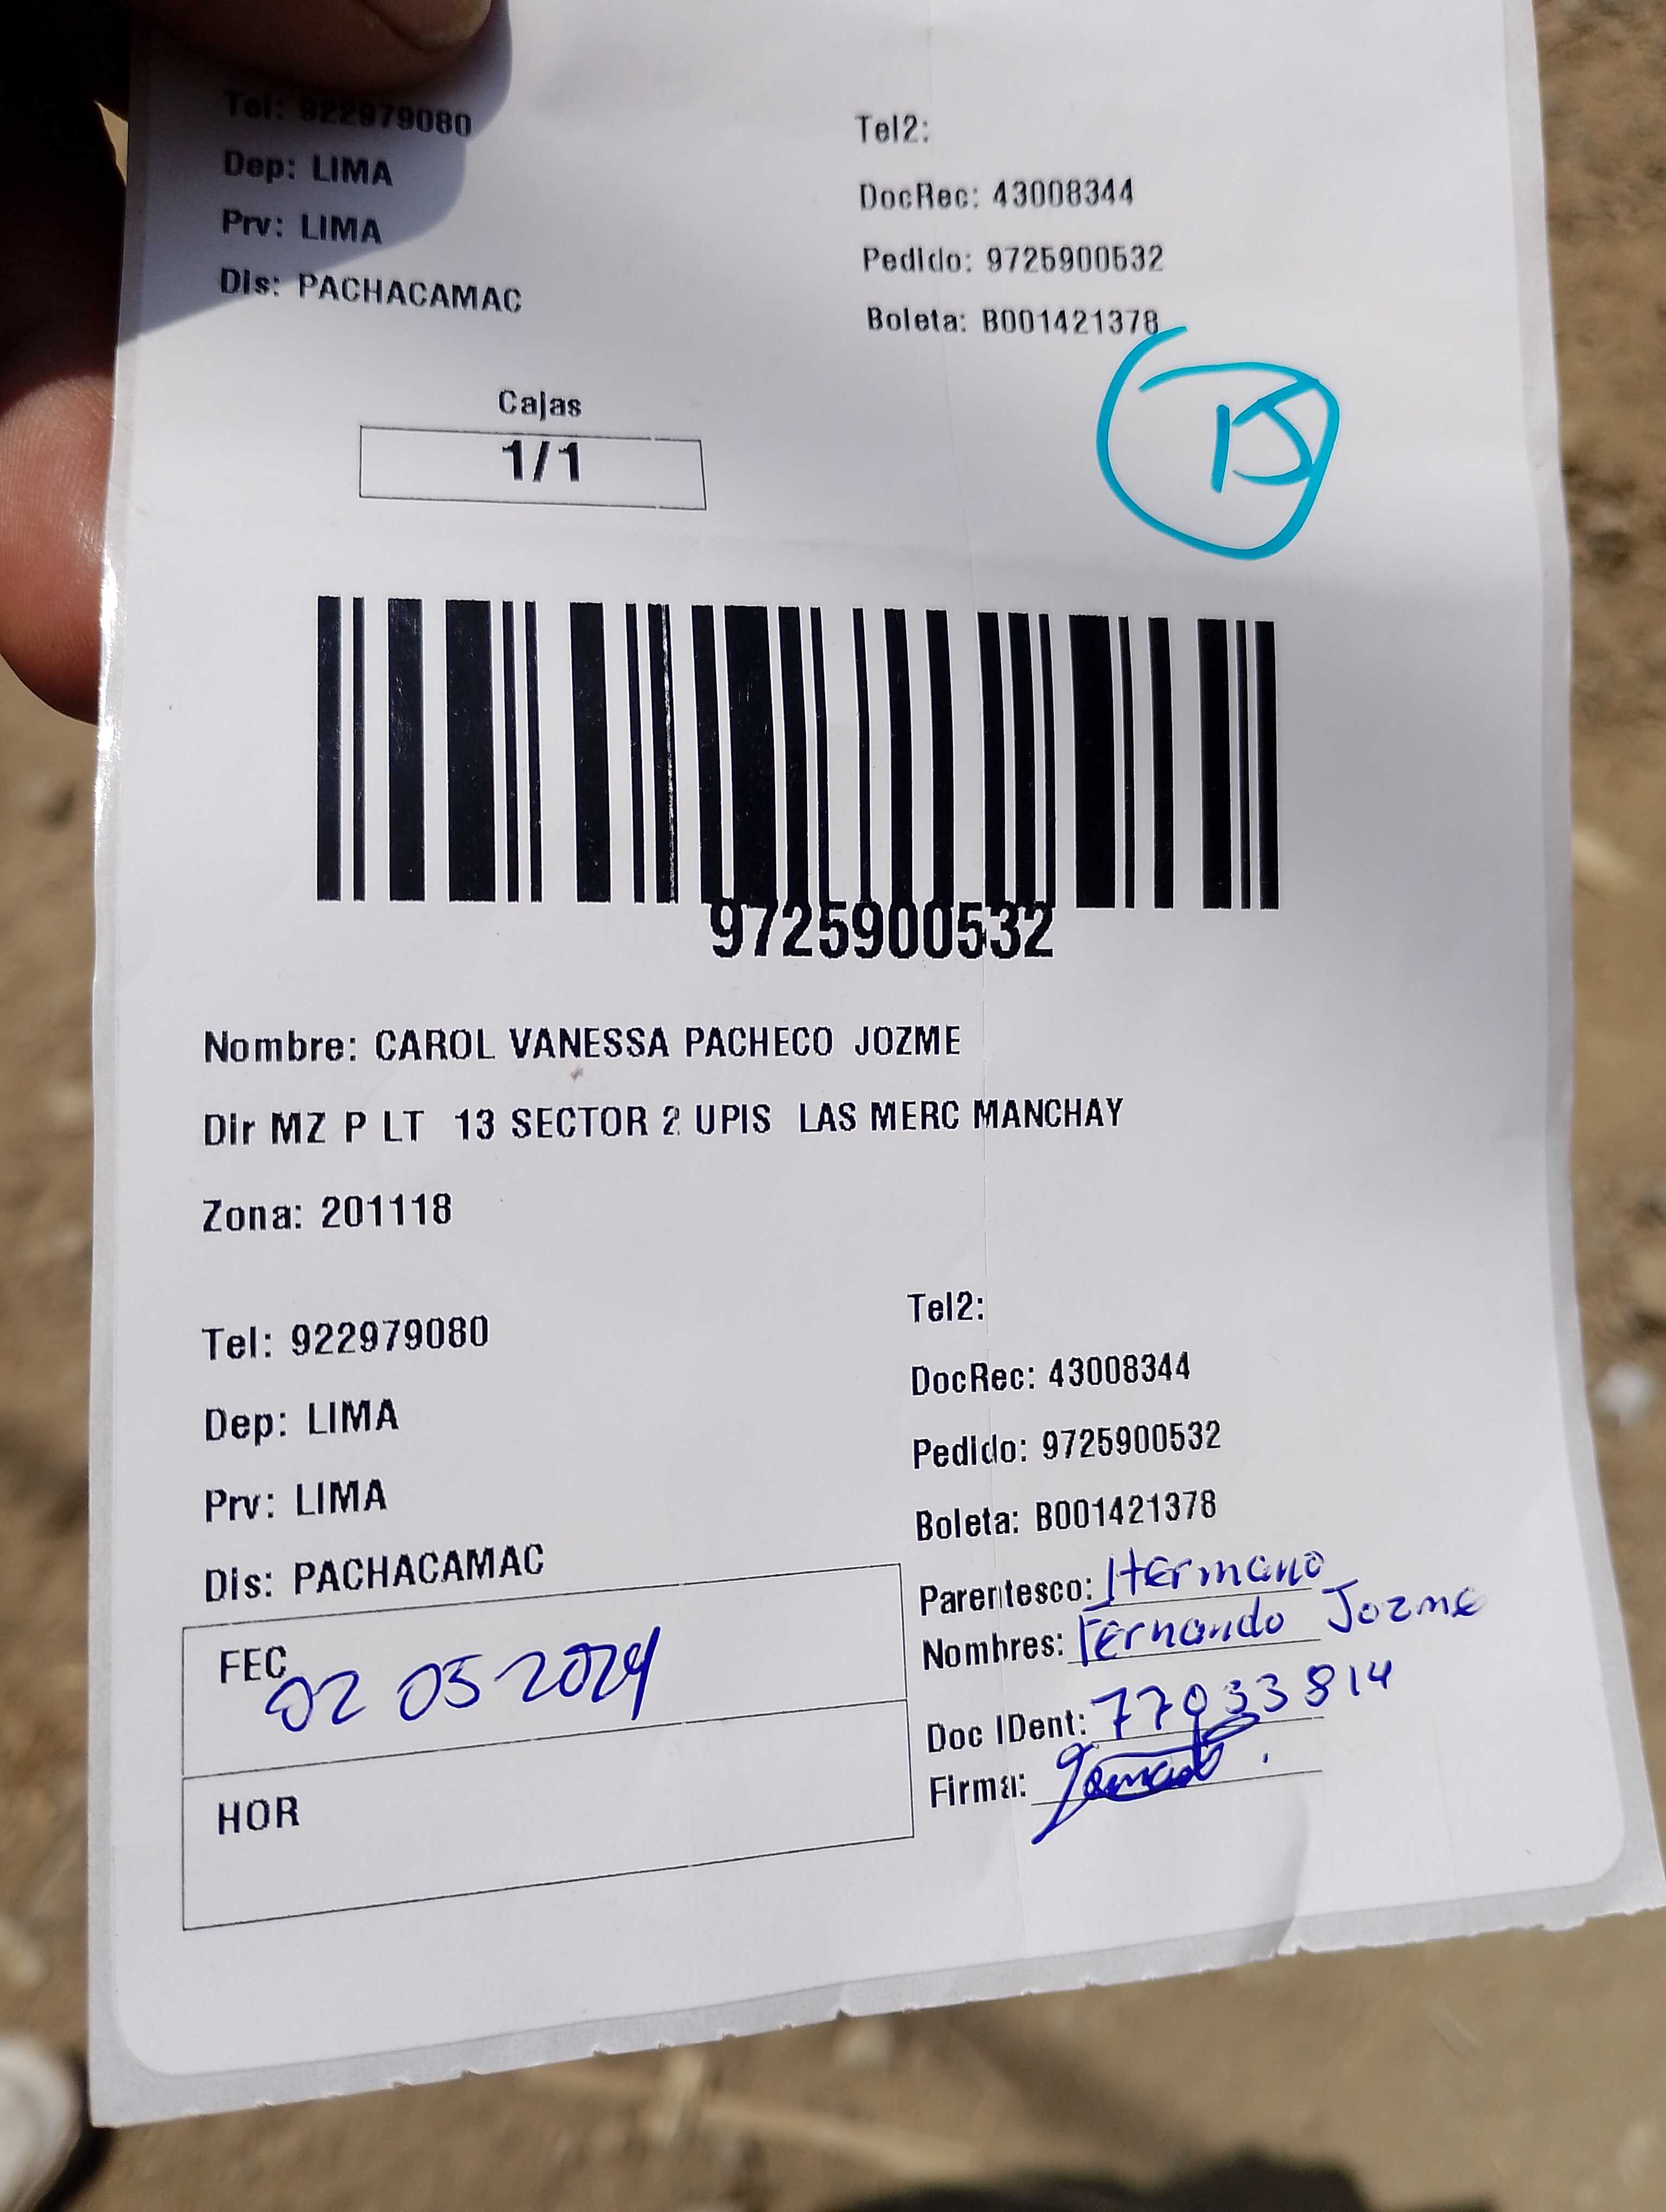 Tel: 922979080
Tel2:
Dep: LIMA
DocRec: 43008344
Prv: LIMA
Pedido: 9725900532
Dis: PACHACAMAC
Boleta: B001421378
Cajas
1/1
15
9725900532
Nombre: CAROL VANESSA PACHECO JOZME
Dir MZ P LT 13 SECTOR 2 UPIS LAS MERC MANCHAY
Zona: 201118
Tel: 922979080
Tel2:
Dep: LIMA
DocRec: 43008344
Prv: LIMA
Pedido: 9725900532
Dis: PACHACAMAC
Boleta: B001421378
Parentesco: Hermano
Nombres: Fernando Jozme
Doc IDent: 77033814
Firma:
FEC 02 05 2024
HOR